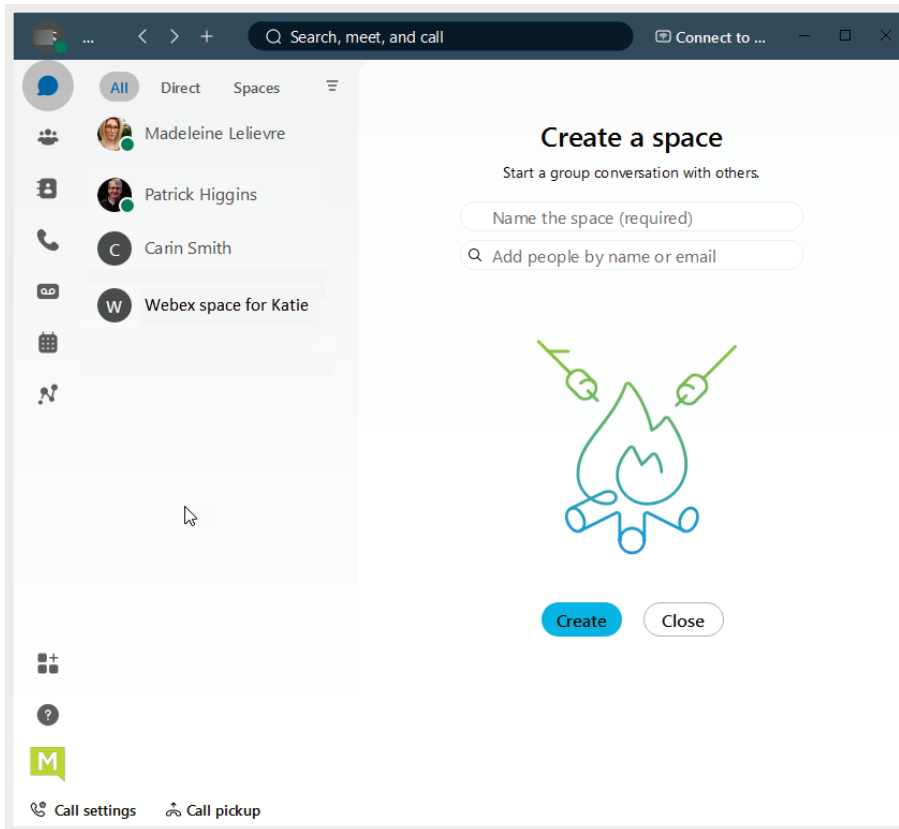 ...
Search, meet, and call
Connect to ...
All Direct Spaces
Madeleine Lelievre
Patrick Higgins
C Carin Smith
W Webex space for Katie
Create a space
Start a group conversation with others.
Name the space (required)
Add people by name or email
Create Close
M
Call settings Call pickup